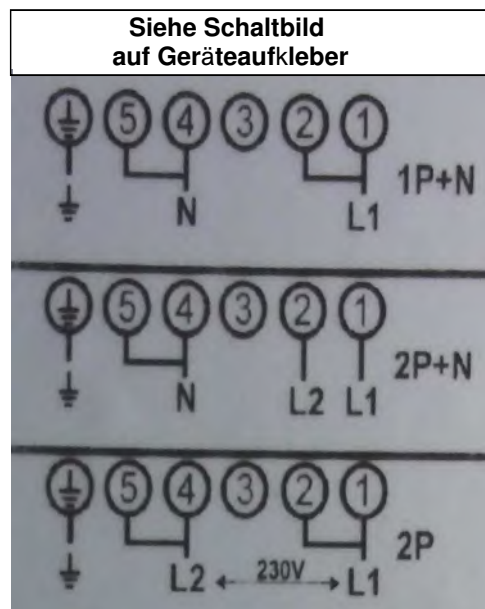 Siehe Schaltbild
auf Geräteaufkleber
5 4 3 2 1
1P+N
N L1
5 4 3 2 1
2P+N
N L2 L1
5 4 3 2 1
2P
L2 230V L1